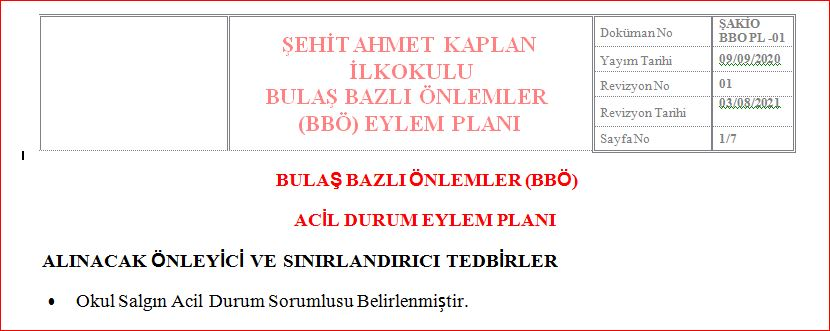 ŞEHİT AHMET KAPLAN
İLKOKULU
BULAŞ BAZLI ÖNLEMLER
(BBÖ) EYLEM PLANI
Doküman No
ŞAKİO
BBO PL -01
Yayım Tarihi
09/09/2020
Revizyon No
01
Revizyon Tarihi
03/08/2021
Sayfa No
1/7
BULAŞ BAZLI ÖNLEMLER (BBÖ)
ACİL DURUM EYLEM PLANI
ALINACAK ÖNLEYİCİ VE SINIRLANDIRICI TEDBİRLER
• Okul Salgın Acil Durum Sorumlusu Belirlenmiştir.